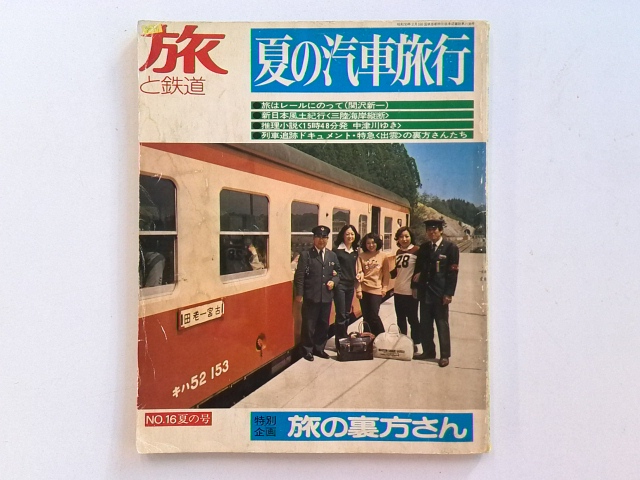 旅
と鉄道
夏の汽車旅行
旅はレールにのって(関沢新一)
新日本風土紀行<三陸海岸縦断>
推理小説<15時48分発 中津川ゆき>
列車追跡ドキュメント・特急<出雲>の裏方さんたち
28
田老ー宮古
キハ52 153
NO.16夏の号
特別
企画
旅の裏方さん